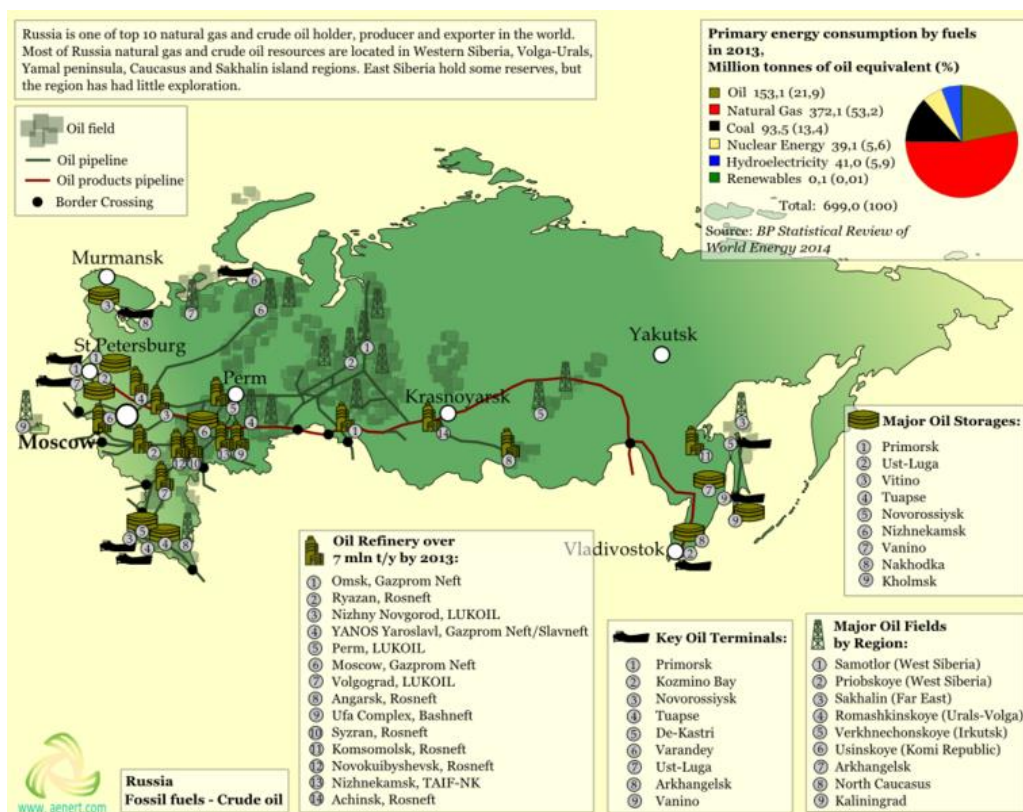 Russia is one of top 10 natural gas and crude oil holder, producer and exporter in the world.
Most of Russia natural gas and crude oil resources are located in Western Siberia, Volga-Urals,
Yamal peninsula, Caucasus and Sakhalin island regions. East Siberia hold some reserves, but
the region has had little exploration.
Primary energy consumption by fuels
in 2013,
Million tonnes of oil equivalent (%)
Oil 153,1 (21,9)
Natural Gas 372,1 (53,2)
Coal 93,5 (13,4)
Nuclear Energy 39,1 (5,6)
Hydroelectricity 41,0 (5,9)
Renewables 0,1 (0,01)
Total: 699,0 (100)
Source: BP Statistical Review of
World Energy 2014
Oil field
Oil pipeline
Oil products pipeline
Border Crossing
Murmansk
St.Petersburg
Perm
Moscow
Krasnoyarsk
Yakutsk
Vladivostok
Major Oil Storages:
1 Primorsk
2 Ust-Luga
3 Vitino
4 Tuapse
5 Novorossiysk
6 Nizhnekamsk
7 Vanino
8 Nakhodka
9 Kholmsk
Oil Refinery over
7 mln t/y by 2013:
1 Omsk, Gazprom Neft
2 Ryazan, Rosneft
3 Nizhny Novgorod, LUKOIL
4 YANOS Yaroslavl, Gazprom Neft/Slavneft
5 Perm, LUKOIL
6 Moscow, Gazprom Neft
7 Volgograd, LUKOIL
8 Angarsk, Rosneft
9 Ufa Complex, Bashneft
10 Syzran, Rosneft
11 Komsomolsk, Rosneft
12 Novokuibyshevsk, Rosneft
13 Nizhnekamsk, TAIF-NK
14 Achinsk, Rosneft
Key Oil Terminals:
1 Primorsk
2 Kozmino Bay
3 Novorossiysk
4 Tuapse
5 De-Kastri
6 Varandey
7 Ust-Luga
8 Arkhangelsk
9 Vanino
Major Oil Fields
by Region:
1 Samotlor (West Siberia)
2 Priobskoye (West Siberia)
3 Sakhalin (Far East)
4 Romashkinskoye (Urals-Volga)
5 Verkhnechonskoye (Irkutsk)
6 Usinskoye (Komi Republic)
7 Arkhangelsk
8 North Caucasus
9 Kaliningrad
Russia
Fossil fuels - Crude oil
www.aenert.com